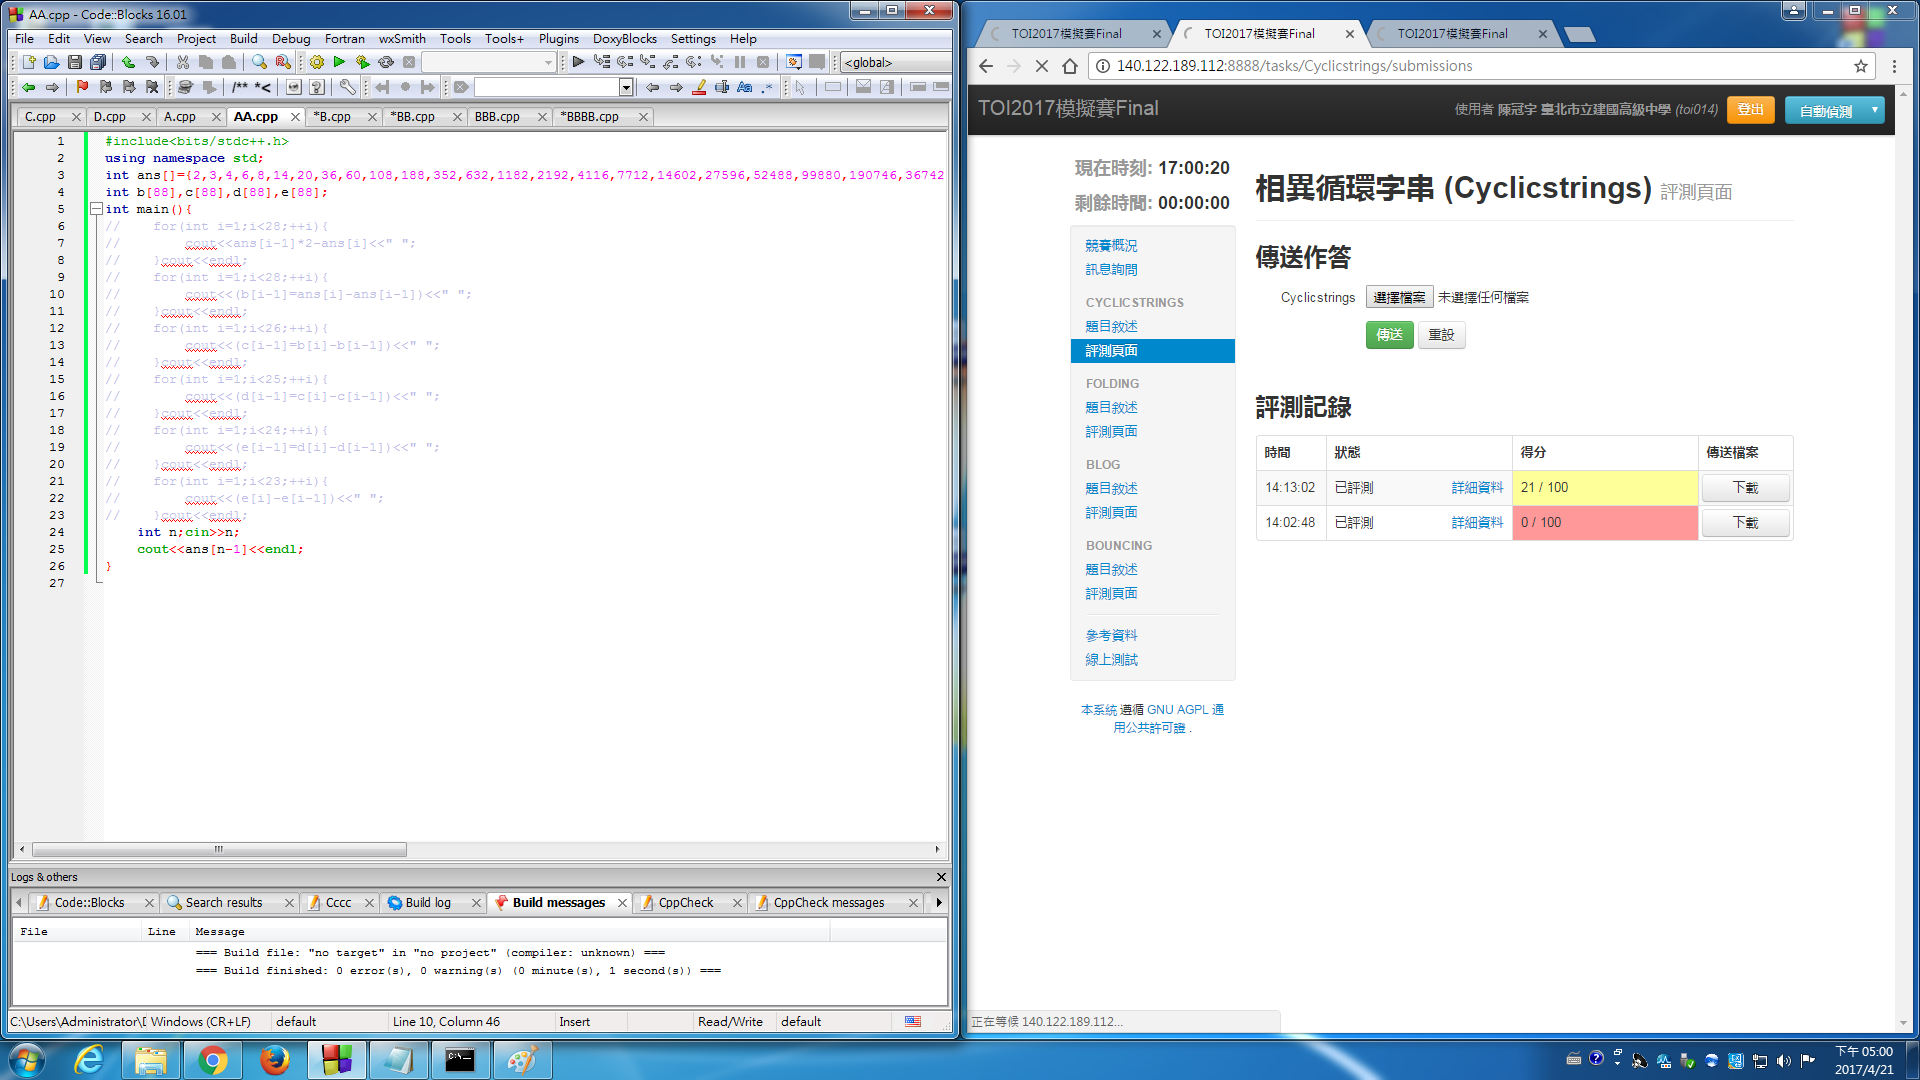 AA.cpp - Code::Blocks 16.01
File Edit View Search Project Build Debug Fortran wxSmith Tools Tools+ Plugins DoxyBlocks Settings Help
<global>
/** *<
C.cpp D.cpp A.cpp AA.cpp *B.cpp *BB.cpp BBB.cpp *BBBB.cpp
1 #include<bits/stdc++.h>
2 using namespace std;
3 int ans[]={2,3,4,6,8,14,20,36,60,108,188,352,632,1182,2192,4116,7712,14602,27596,52488,99880,190746,36742
4 int b[88],c[88],d[88],e[88];
5 int main(){
6 // for(int i=1;i<28;++i){
7 // cout<<ans[i-1]*2-ans[i]<<" ";
8 // }cout<<endl;
9 // for(int i=1;i<28;++i){
10 // cout<<(b[i-1]=ans[i]-ans[i-1])<<" ";
11 // }cout<<endl;
12 // for(int i=1;i<26;++i){
13 // cout<<(c[i-1]=b[i]-b[i-1])<<" ";
14 // }cout<<endl;
15 // for(int i=1;i<25;++i){
16 // cout<<(d[i-1]=c[i]-c[i-1])<<" ";
17 // }cout<<endl;
18 // for(int i=1;i<24;++i){
19 // cout<<(e[i-1]=d[i]-d[i-1])<<" ";
20 // }cout<<endl;
21 // for(int i=1;i<23;++i){
22 // cout<<(e[i]-e[i-1])<<" ";
23 // }cout<<endl;
24 int n;cin>>n;
25 cout<<ans[n-1]<<endl;
26 }
27
Logs & others
Code::Blocks Search results Cccc Build log Build messages CppCheck CppCheck messages
File Line Message
=== Build file: "no target" in "no project" (compiler: unknown) ===
=== Build finished: 0 error(s), 0 warning(s) (0 minute(s), 1 second(s)) ===
C:\Users\Administrator\D Windows (CR+LF) default Line 10, Column 46 Insert Read/Write default
TOI2017模擬賽Final TOI2017模擬賽Final TOI2017模擬賽Final
140.122.189.112:8888/tasks/Cyclicstrings/submissions
TOI2017模擬賽Final
使用者 陳冠宇 臺北市立建國高級中學 (toi014) 登出 自動偵測
現在時刻: 17:00:20
剩餘時間: 00:00:00
競賽概況
訊息詢問
CYCLICSTRINGS
題目敘述
評測頁面
FOLDING
題目敘述
評測頁面
BLOG
題目敘述
評測頁面
BOUNCING
題目敘述
評測頁面
參考資料
線上測試
本系統 遵循 GNU AGPL 通
用公共許可證 .
相異循環字串 (Cyclicstrings) 評測頁面
傳送作答
Cyclicstrings 選擇檔案 未選擇任何檔案
傳送 重設
評測記錄
時間 狀態 得分 傳送檔案
14:13:02 已評測 詳細資料 21 / 100 下載
14:02:48 已評測 詳細資料 0 / 100 下載
正在等候 140.122.189.112...
下午 05:00
2017/4/21